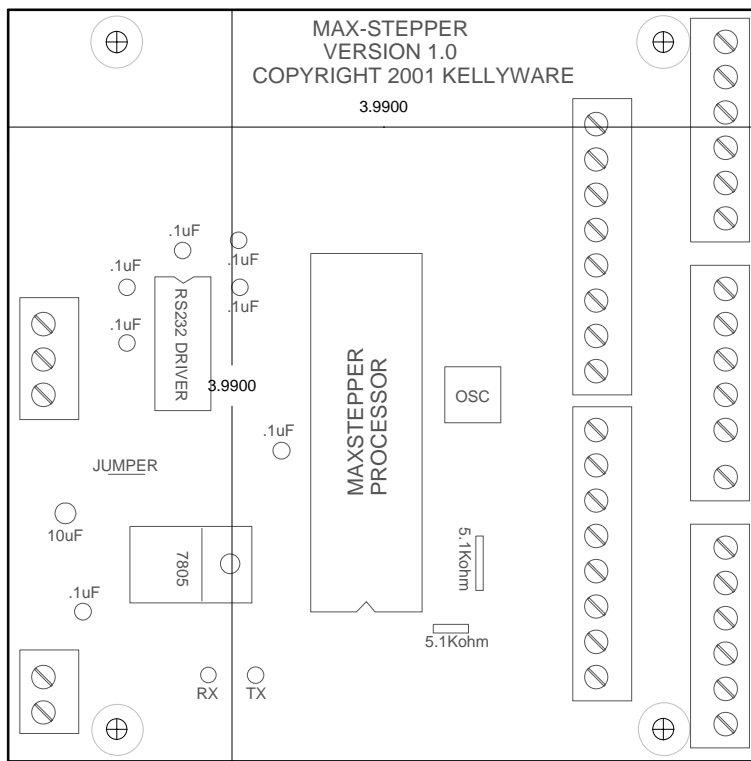 MAX-STEPPER
VERSION 1.0
COPYRIGHT 2001 KELLYWARE
3.9900
.1uF
.1uF
.1uF
.1uF
.1uF
RS232 DRIVER
3.9900
MAXSTEPPER
PROCESSOR
OSC
.1uF
JUMPER
10uF
7805
5.1Kohm
.1uF
5.1Kohm
RX
TX